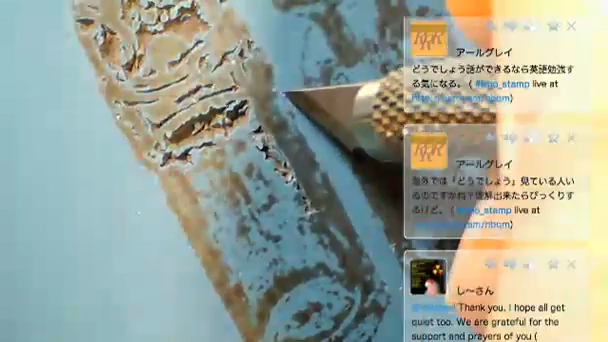 アールグレイ
どうでしょう話ができるなら英語勉強す
る気になる。 (
live at
アールグレイ
海外では「どうでしょう」見ている人い
るのですかね?理解出来たらびっくりす
るけど。 (
live at
し〜さん
Thank you. I hope all get
quiet too. We are grateful for the
support and prayers of you (